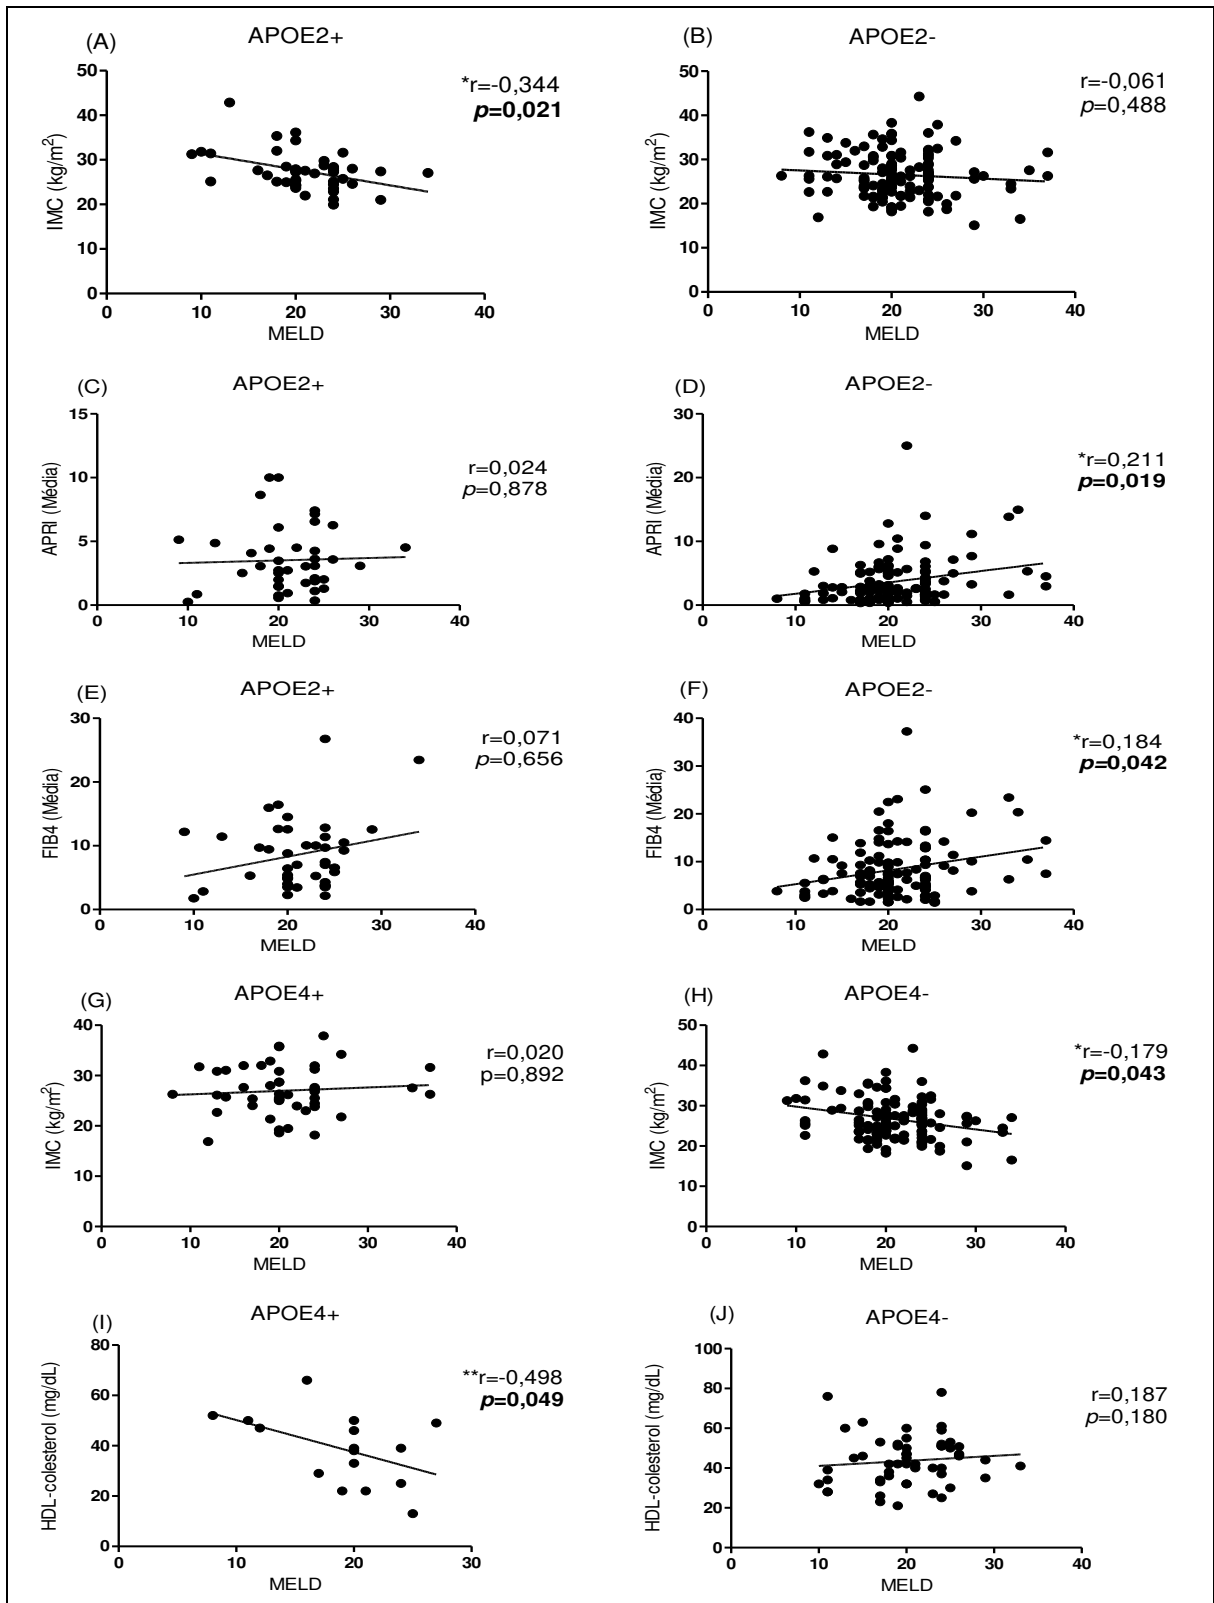 (A)
APOE2+
*r=-0,344
p=0,021
IMC (kg/m²)
50
40
30
20
10
0
10
20
30
40
MELD
(B)
APOE2-
r=-0,061
p=0,488
IMC (kg/m²)
50
40
30
20
10
0
0
10
20
30
40
MELD
(C)
APOE2+
r=0,024
p=0,878
APRI (Média)
15
10
5
0
0
10
20
30
40
MELD
(D)
APOE2-
*r=0,211
p=0,019
APRI (Média)
30
20
10
0
0
10
20
30
40
MELD
(E)
APOE2+
r=0,071
p=0,656
FIB4 (Média)
30
20
10
0
0
10
20
30
40
MELD
(F)
APOE2-
*r=0,184
p=0,042
FIB4 (Média)
40
30
20
10
0
0
10
20
30
40
MELD
(G)
APOE4+
r=0,020
p=0,892
IMC (kg/m²)
40
30
20
10
0
0
10
20
30
40
MELD
(H)
APOE4-
*r=-0,179
p=0,043
IMC (kg/m²)
50
40
30
20
10
0
0
10
20
30
40
MELD
(I)
APOE4+
**r=-0,498
p=0,049
HDL-colesterol (mg/dL)
80
60
40
20
0
0
10
20
30
MELD
(J)
APOE4-
r=0,187
p=0,180
HDL-colesterol (mg/dL)
100
80
60
40
20
0
0
10
20
30
40
MELD